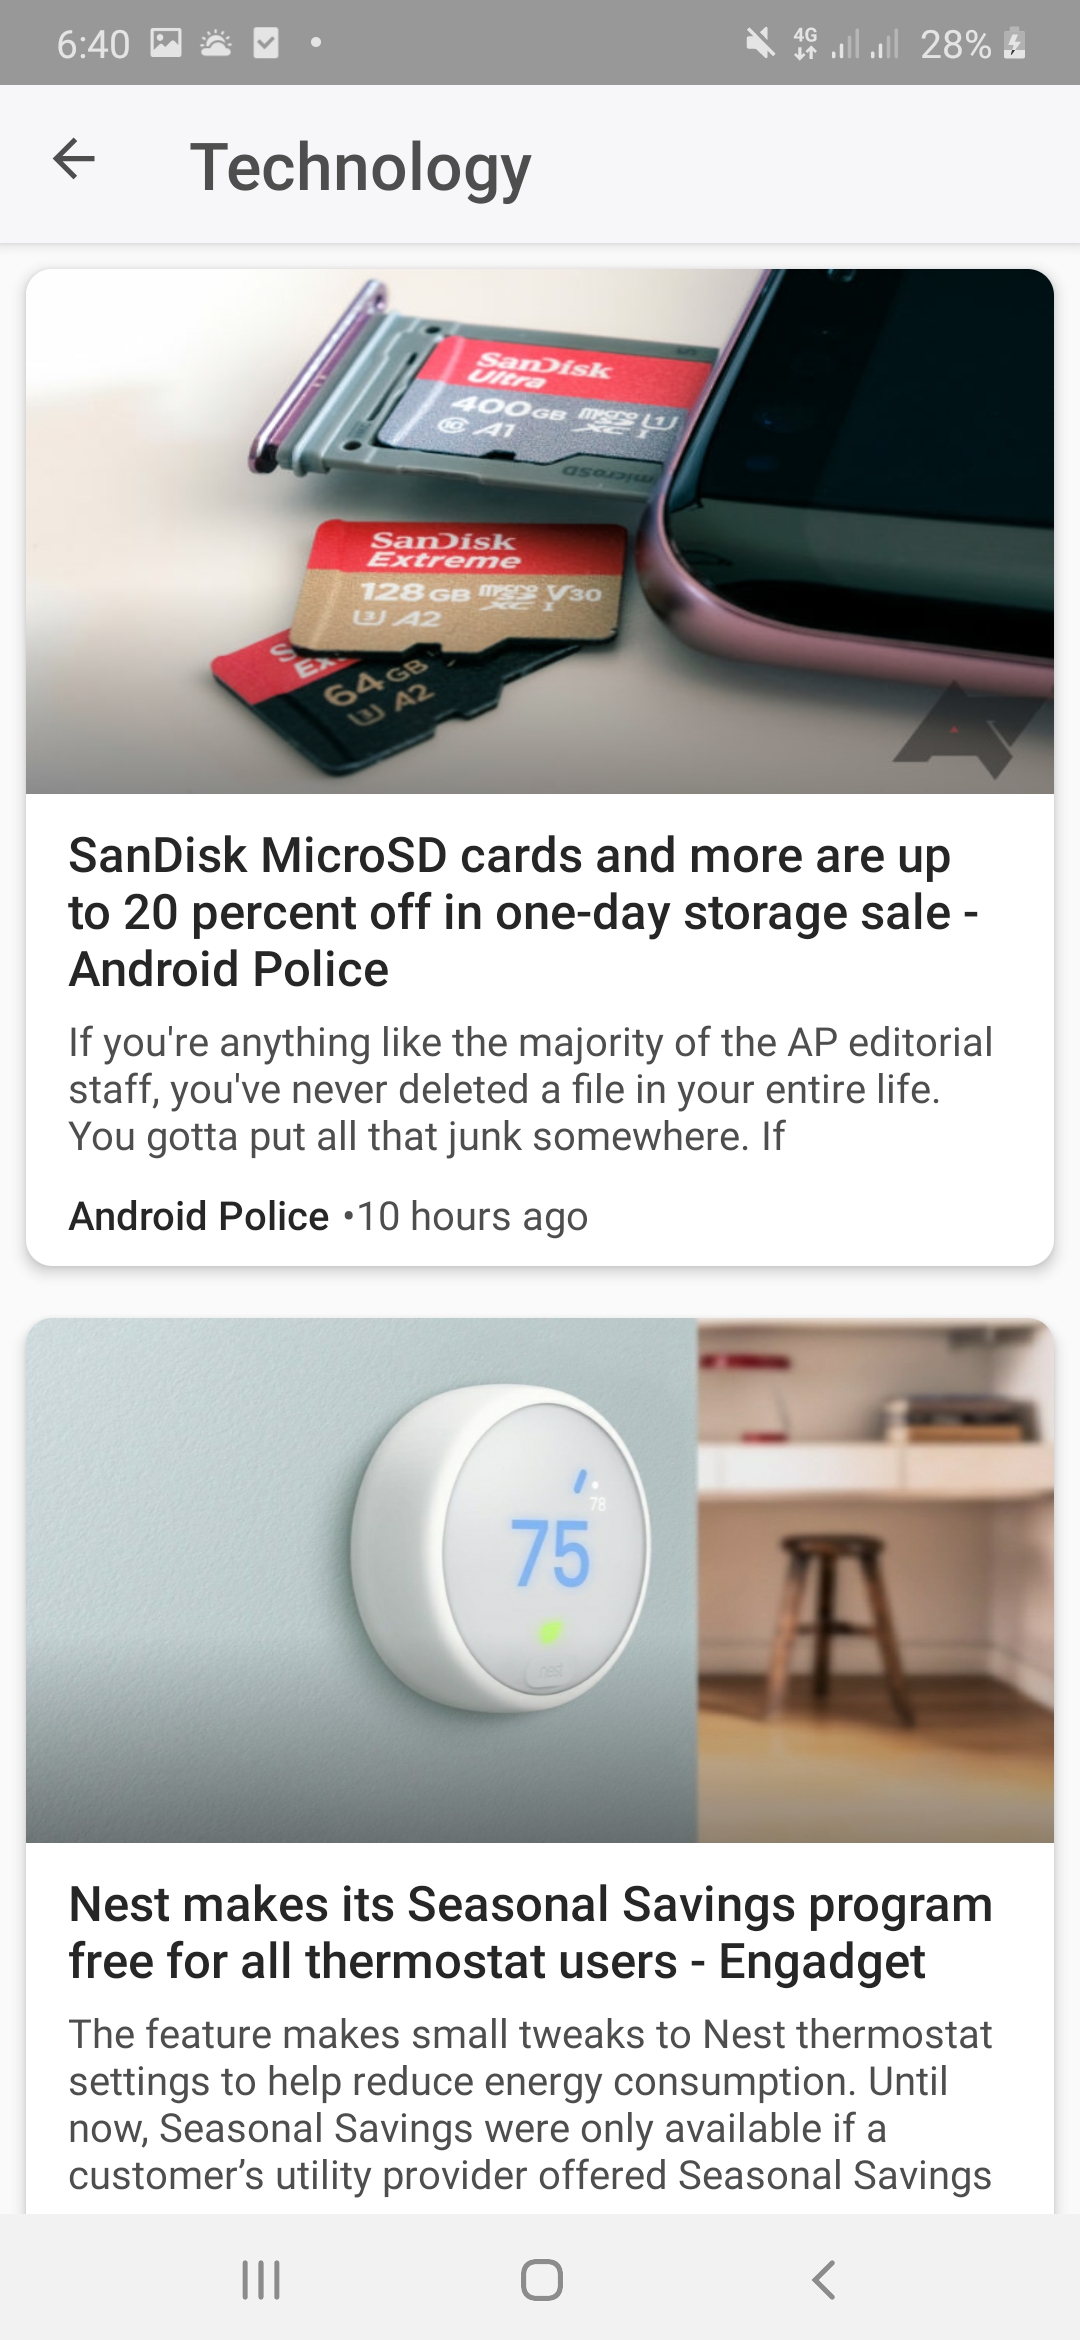 6:40
4G
28%
Technology
SanDisk
Ultra
400GB micro
XC I
U1
C10 A1
microSD
SanDisk
Extreme
128GB micro
XC I
V30
U3 A2
64GB
U3 A2
SanDisk MicroSD cards and more are up
to 20 percent off in one-day storage sale -
Android Police
If you're anything like the majority of the AP editorial
staff, you've never deleted a file in your entire life.
You gotta put all that junk somewhere. If
Android Police •10 hours ago
78
75
nest
Nest makes its Seasonal Savings program
free for all thermostat users - Engadget
The feature makes small tweaks to Nest thermostat
settings to help reduce energy consumption. Until
now, Seasonal Savings were only available if a
customer’s utility provider offered Seasonal Savings